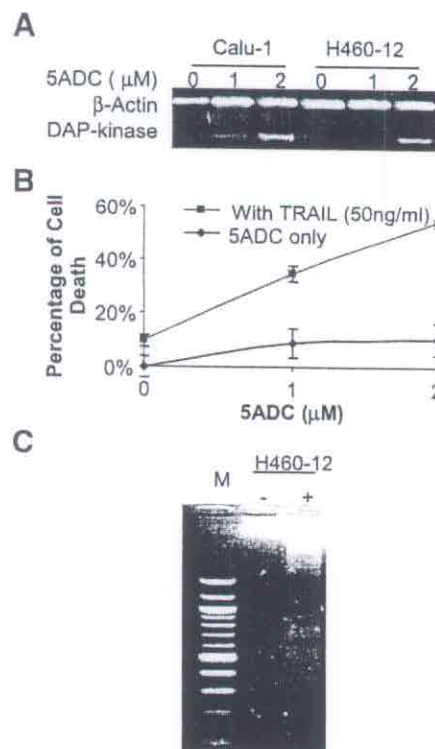 A
Calu-1 H460-12
5ADC ( μM) 0 1 2 0 1 2
β-Actin
DAP-kinase
B
60%
40%
20%
0%
Percentage of Cell
Death
With TRAIL (50ng/ml)
5ADC only
0 1 2
5ADC (μM)
C
H460-12
M - +